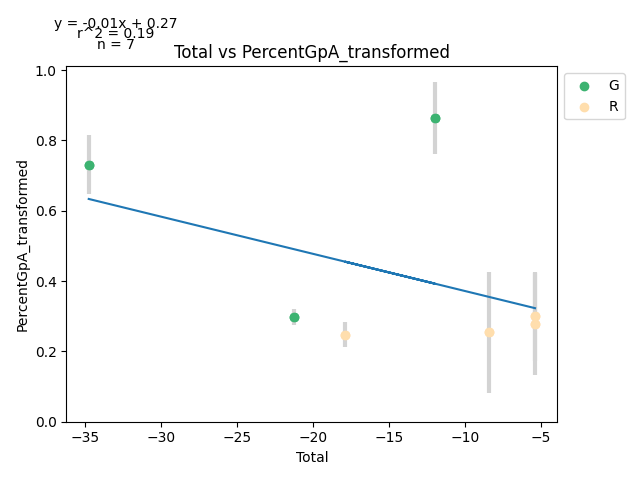 y = -0.01x + 0.27
r^2 = 0.19
n = 7
Total vs PercentGpA_transformed
G
R
PercentGpA_transformed
1.0
0.8
0.6
0.4
0.2
0.0
−35
−30
−25
−20
−15
−10
−5
Total